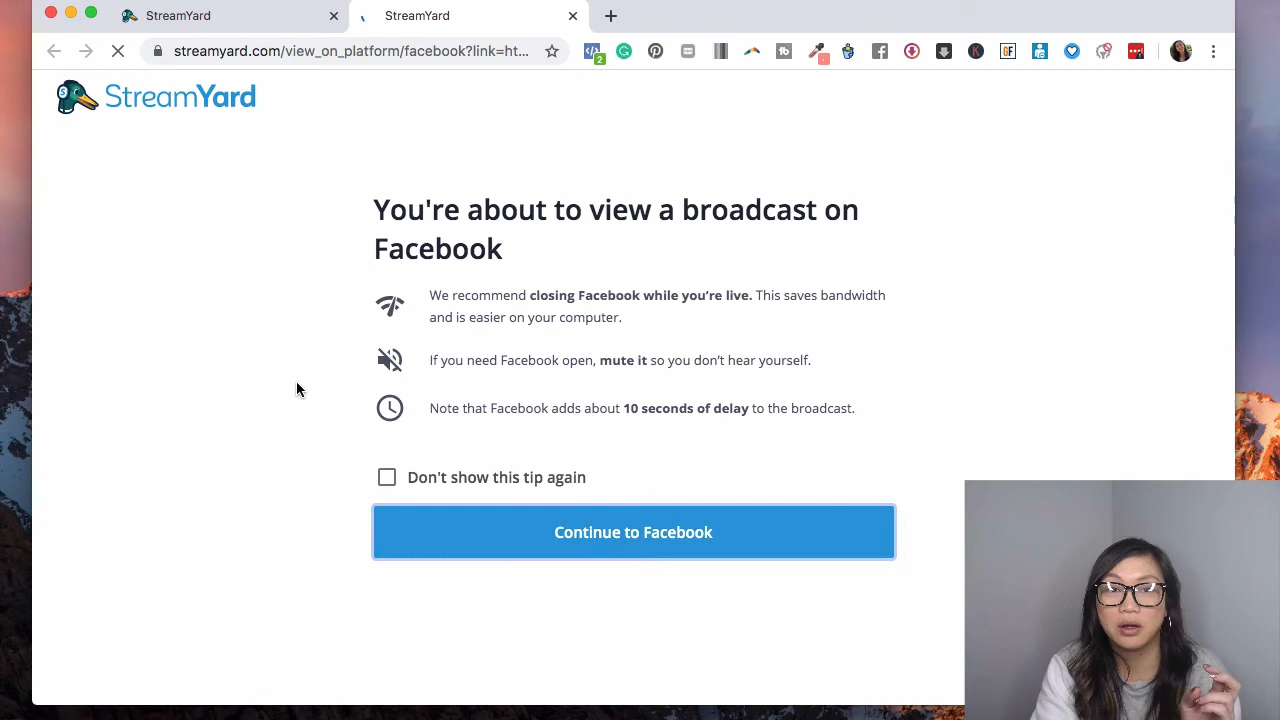 StreamYard
StreamYard
streamyard.com/view_on_platform/facebook?link=ht...
2
GF
K
StreamYard
You're about to view a broadcast on
Facebook
We recommend closing Facebook while you're live. This saves bandwidth
and is easier on your computer.
If you need Facebook open, mute it so you don't hear yourself.
Note that Facebook adds about 10 seconds of delay to the broadcast.
Don't show this tip again
Continue to Facebook